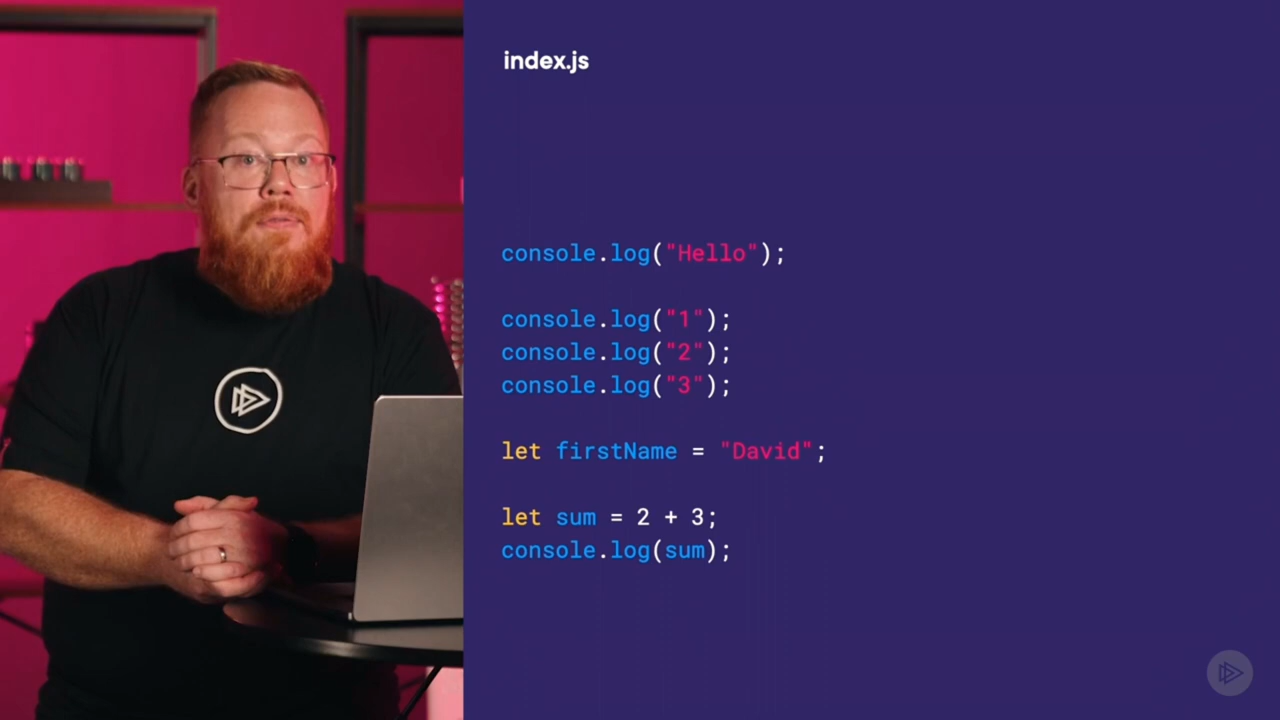 index.js
console.log("Hello");
console.log("1");
console.log("2");
console.log("3");
let firstName = "David";
let sum = 2 + 3;
console.log(sum);